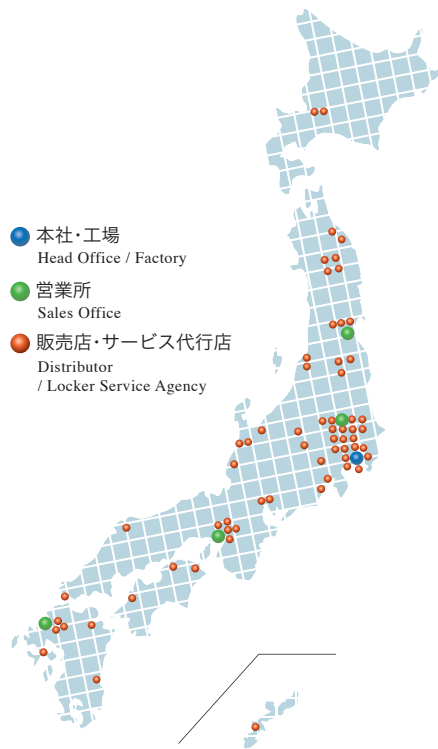 本社・工場
Head Office / Factory
営業所
Sales Office
販売店・サービス代行店
Distributor
/ Locker Service Agency